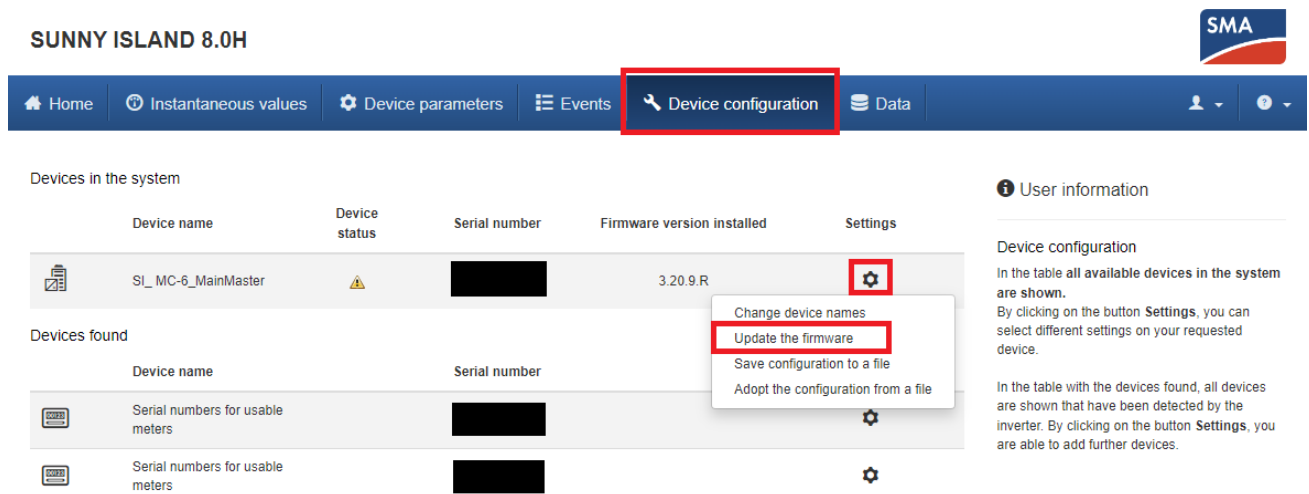 SUNNY ISLAND 8.0H
SMA
Home Instantaneous values Device parameters Events Device configuration Data
Devices in the system
Device name Device status Serial number Firmware version installed Settings
SI_ MC-6_MainMaster 3.20.9.R
Change device names
Update the firmware
Save configuration to a file
Adopt the configuration from a file
Devices found
Device name Serial number
Serial numbers for usable
meters
Serial numbers for usable
meters
User information
Device configuration
In the table all available devices in the system
are shown.
By clicking on the button Settings, you can
select different settings on your requested
device.
In the table with the devices found, all devices
are shown that have been detected by the
inverter. By clicking on the button Settings, you
are able to add further devices.